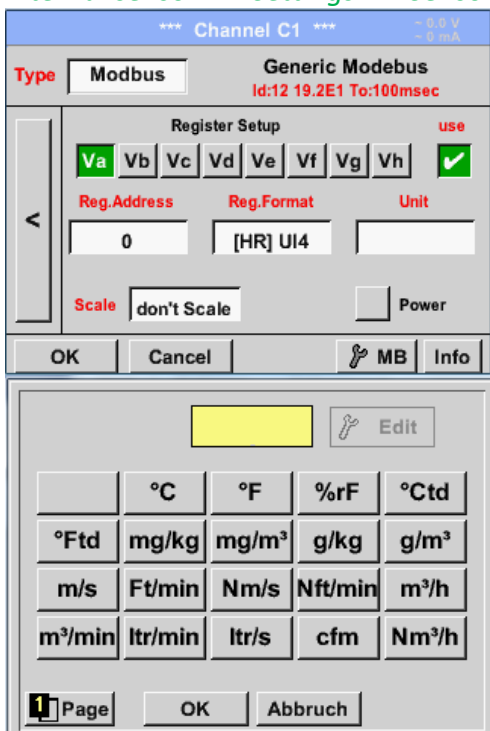 *** Channel C1 ***
~ 0.0 V
~ 0 mA
Type Modbus
Generic Modebus
Id:12 19.2E1 To:100msec
Register Setup
use
Va Vb Vc Vd Ve Vf Vg Vh
<
Reg.Address Reg.Format Unit
0 [HR] UI4
Scale don't Scale Power
OK Cancel MB Info
Edit
°C °F %rF °Ctd
°Ftd mg/kg mg/m³ g/kg g/m³
m/s Ft/min Nm/s Nft/min m³/h
m³/min ltr/min ltr/s cfm Nm³/h
1 Page OK Abbruch